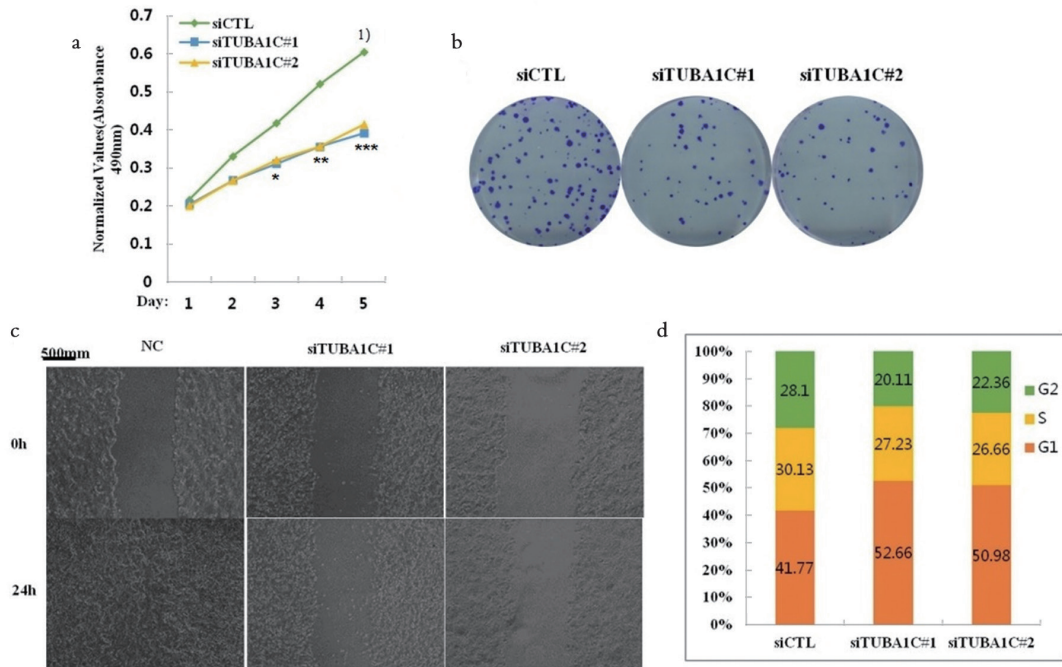 a
Normalized Values(Absorbance
490nm)
0.7
0.6
0.5
0.4
0.3
0.2
0.1
0
siCTL
siTUBA1C#1
siTUBA1C#2
1)
*
**
***
Day: 1 2 3 4 5
b
siCTL siTUBA1C#1 siTUBA1C#2
c
500mm
NC siTUBA1C#1 siTUBA1C#2
0h
24h
d
100%
90%
80%
70%
60%
50%
40%
30%
20%
10%
0%
28.1 20.11 22.36
30.13 27.23 26.66
41.77 52.66 50.98
G2
S
G1
siCTL siTUBA1C#1 siTUBA1C#2